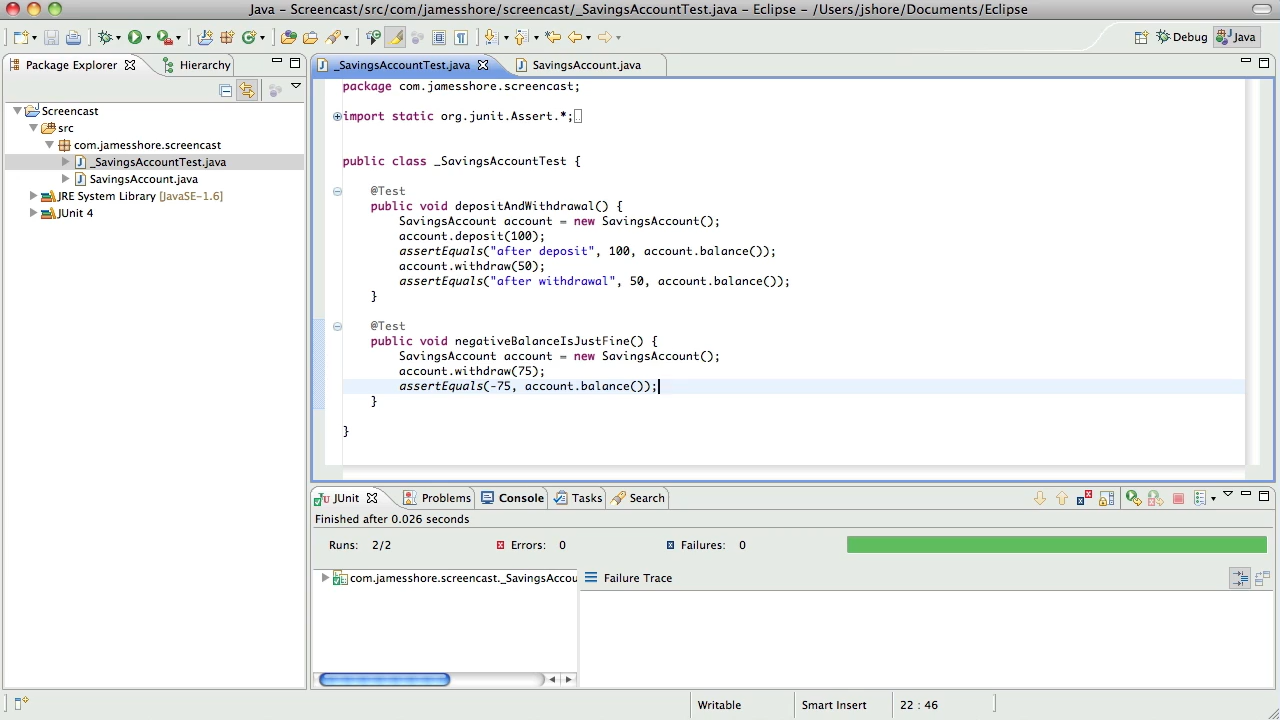 Java - Screencast/src/com/jamesshore/screencast/_SavingsAccountTest.java - Eclipse - /Users/jshore/Documents/Eclipse
Debug
Java
Package Explorer
Hierarchy
_SavingsAccountTest.java
SavingsAccount.java
Screencast
src
com.jamesshore.screencast
_SavingsAccountTest.java
SavingsAccount.java
JRE System Library [JavaSE-1.6]
JUnit 4
package com.jamesshore.screencast;
import static org.junit.Assert.*;
public class _SavingsAccountTest {
@Test
public void depositAndWithdrawal() {
SavingsAccount account = new SavingsAccount();
account.deposit(100);
assertEquals("after deposit", 100, account.balance());
account.withdraw(50);
assertEquals("after withdrawal", 50, account.balance());
}
@Test
public void negativeBalanceIsJustFine() {
SavingsAccount account = new SavingsAccount();
account.withdraw(75);
assertEquals(-75, account.balance());
}
}
JUnit
Problems
Console
Tasks
Search
Finished after 0.026 seconds
Runs: 2/2
Errors: 0
Failures: 0
com.jamesshore.screencast._SavingsAccou
Failure Trace
Writable
Smart Insert
22 : 46